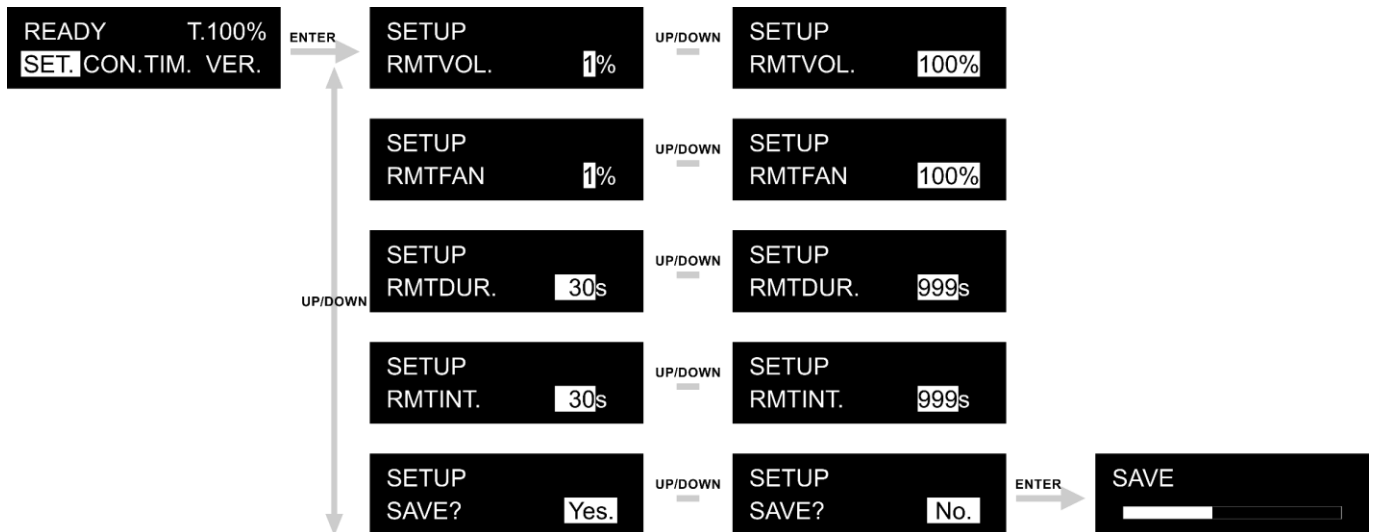 READY T.100%
SET. CON.TIM. VER.
ENTER
SETUP
RMTVOL. 1%
UP/DOWN
SETUP
RMTVOL. 100%
SETUP
RMTFAN 1%
UP/DOWN
SETUP
RMTFAN 100%
UP/DOWN
SETUP
RMTDUR. 30s
UP/DOWN
SETUP
RMTDUR. 999s
SETUP
RMTINT. 30s
UP/DOWN
SETUP
RMTINT. 999s
SETUP
SAVE? Yes.
UP/DOWN
SETUP
SAVE? No.
ENTER
SAVE